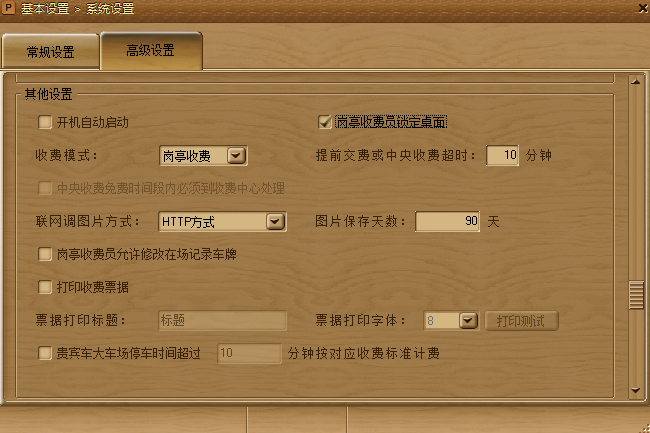 P 基本设置 > 系统设置
常规设置 高级设置
其他设置
开机自动启动 岗亭收费员锁定桌面
收费模式： 岗亭收费 提前交费或中央收费超时： 10 分钟
中央收费免费时间段内必须到收费中心处理
联网调图片方式： HTTP方式 图片保存天数： 90 天
岗亭收费员允许修改在场记录车牌
打印收费票据
票据打印标题： 标题 票据打印字体： 8 打印测试
贵宾车大车场停车时间超过 10 分钟按对应收费标准计费